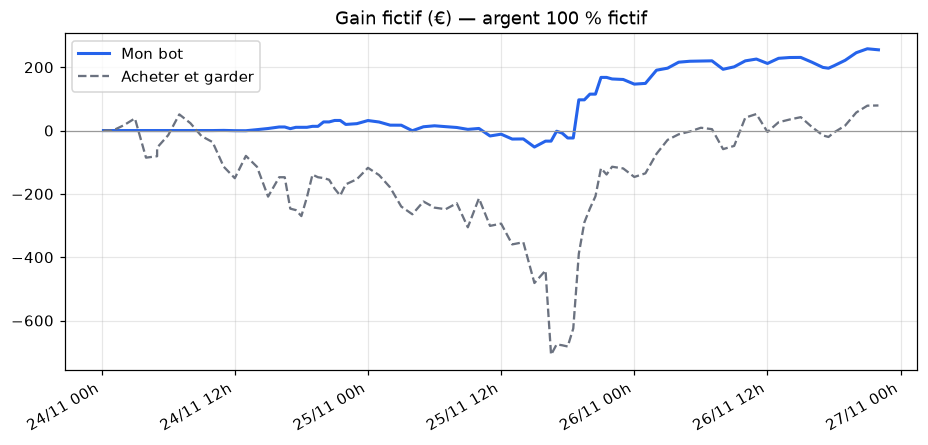 Gain fictif (€) — argent 100 % fictif
Mon bot
Acheter et garder
200
0
−200
−400
−600
24/11 00h
24/11 12h
25/11 00h
25/11 12h
26/11 00h
26/11 12h
27/11 00h